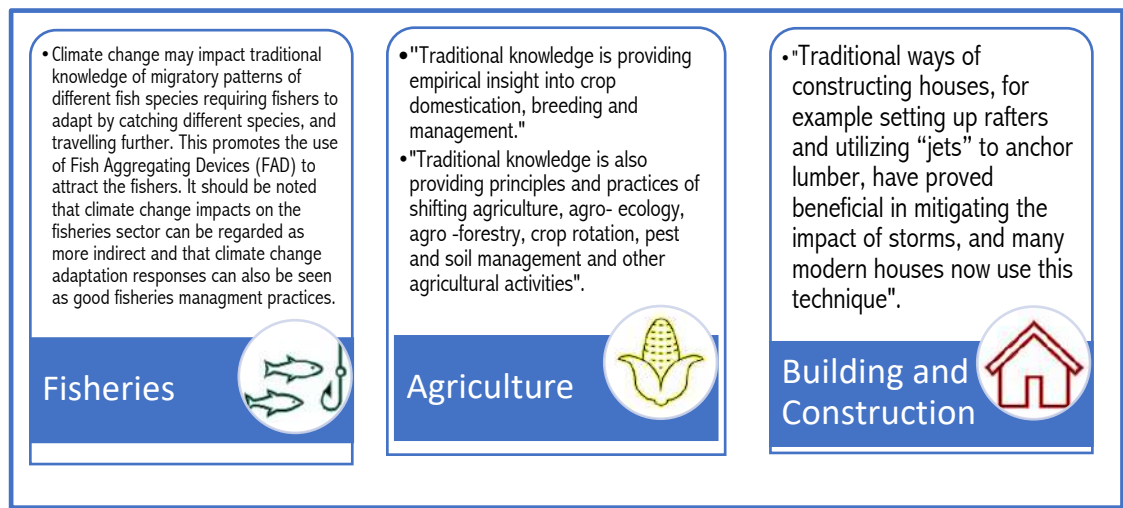 • Climate change may impact traditional
knowledge of migratory patterns of
different fish species requiring fishers to
adapt by catching different species, and
travelling further. This promotes the use
of Fish Aggregating Devices (FAD) to
attract the fishers. It should be noted
that climate change impacts on the
fisheries sector can be regarded as
more indirect and that climate change
adaptation responses can also be seen
as good fisheries managment practices.
Fisheries
•"Traditional knowledge is providing
empirical insight into crop
domestication, breeding and
management."
•"Traditional knowledge is also
providing principles and practices of
shifting agriculture, agro- ecology,
agro -forestry, crop rotation, pest
and soil management and other
agricultural activities".
Agriculture
•"Traditional ways of
constructing houses, for
example setting up rafters
and utilizing “jets” to anchor
lumber, have proved
beneficial in mitigating the
impact of storms, and many
modern houses now use this
technique".
Building and
Construction